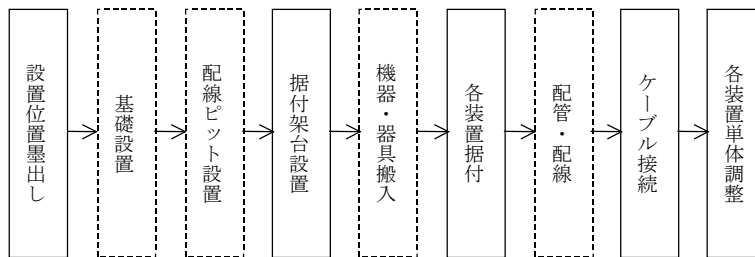 設置位置墨出し
基礎設置
配線ピット設置
据付架台設置
機器・器具搬入
各装置据付
配管・配線
ケーブル接続
各装置単体調整